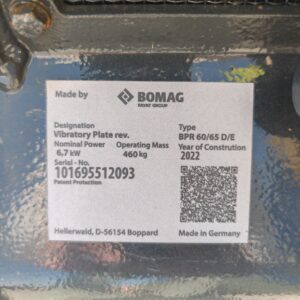 Made by BOMAG
FAYAT GROUP
Designation Type
Vibratory Plate rev. BPR 60/65 D/E
Nominal Power Operating Mass Year of Constrution
6,7 kW 460 kg 2022
Serial - No.
101695512093
Patent Protection
Hellerwald, D-56154 Boppard Made in Germany